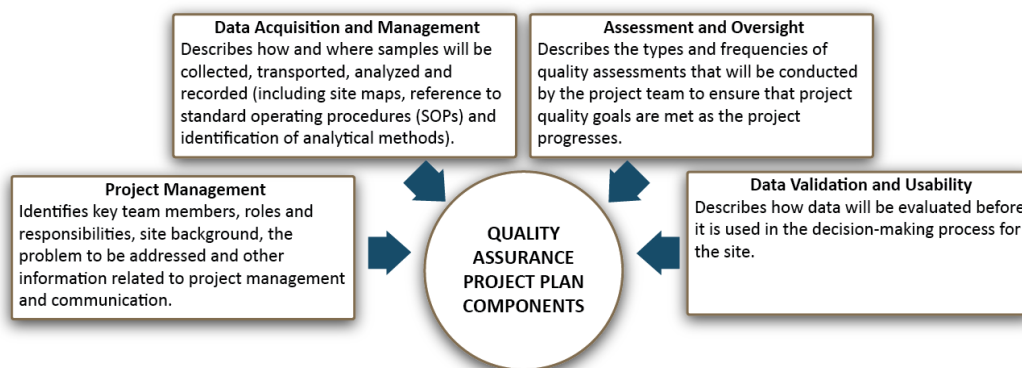 Data Acquisition and Management
Describes how and where samples will be
collected, transported, analyzed and
recorded (including site maps, reference to
standard operating procedures (SOPs) and
identification of analytical methods).
Assessment and Oversight
Describes the types and frequencies of
quality assessments that will be conducted
by the project team to ensure that project
quality goals are met as the project
progresses.
Project Management
Identifies key team members, roles and
responsibilities, site background, the
problem to be addressed and other
information related to project management
and communication.
QUALITY
ASSURANCE
PROJECT PLAN
COMPONENTS
Data Validation and Usability
Describes how data will be evaluated before
it is used in the decision-making process for
the site.